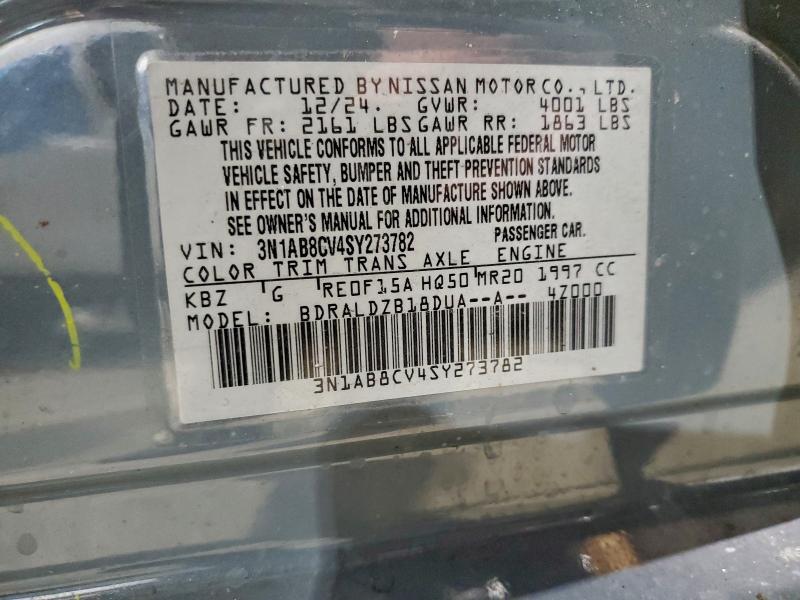 MANUFACTURED BY NISSAN MOTOR CO., LTD.
DATE: 12/24. GVWR: 4001 LBS
GAWR FR: 2161 LBS GAWR RR: 1863 LBS
THIS VEHICLE CONFORMS TO ALL APPLICABLE FEDERAL MOTOR
VEHICLE SAFETY, BUMPER AND THEFT PREVENTION STANDARDS
IN EFFECT ON THE DATE OF MANUFACTURE SHOWN ABOVE.
SEE OWNER'S MANUAL FOR ADDITIONAL INFORMATION.
VIN: 3N1AB8CV4SY273782 PASSENGER CAR.
COLOR TRIM TRANS AXLE ENGINE
KBZ G RE0F15A HQ50 MR20 1997 CC
MODEL: BDRALDZB18DUA--A-- 4Z000
3N1AB8CV4SY273782